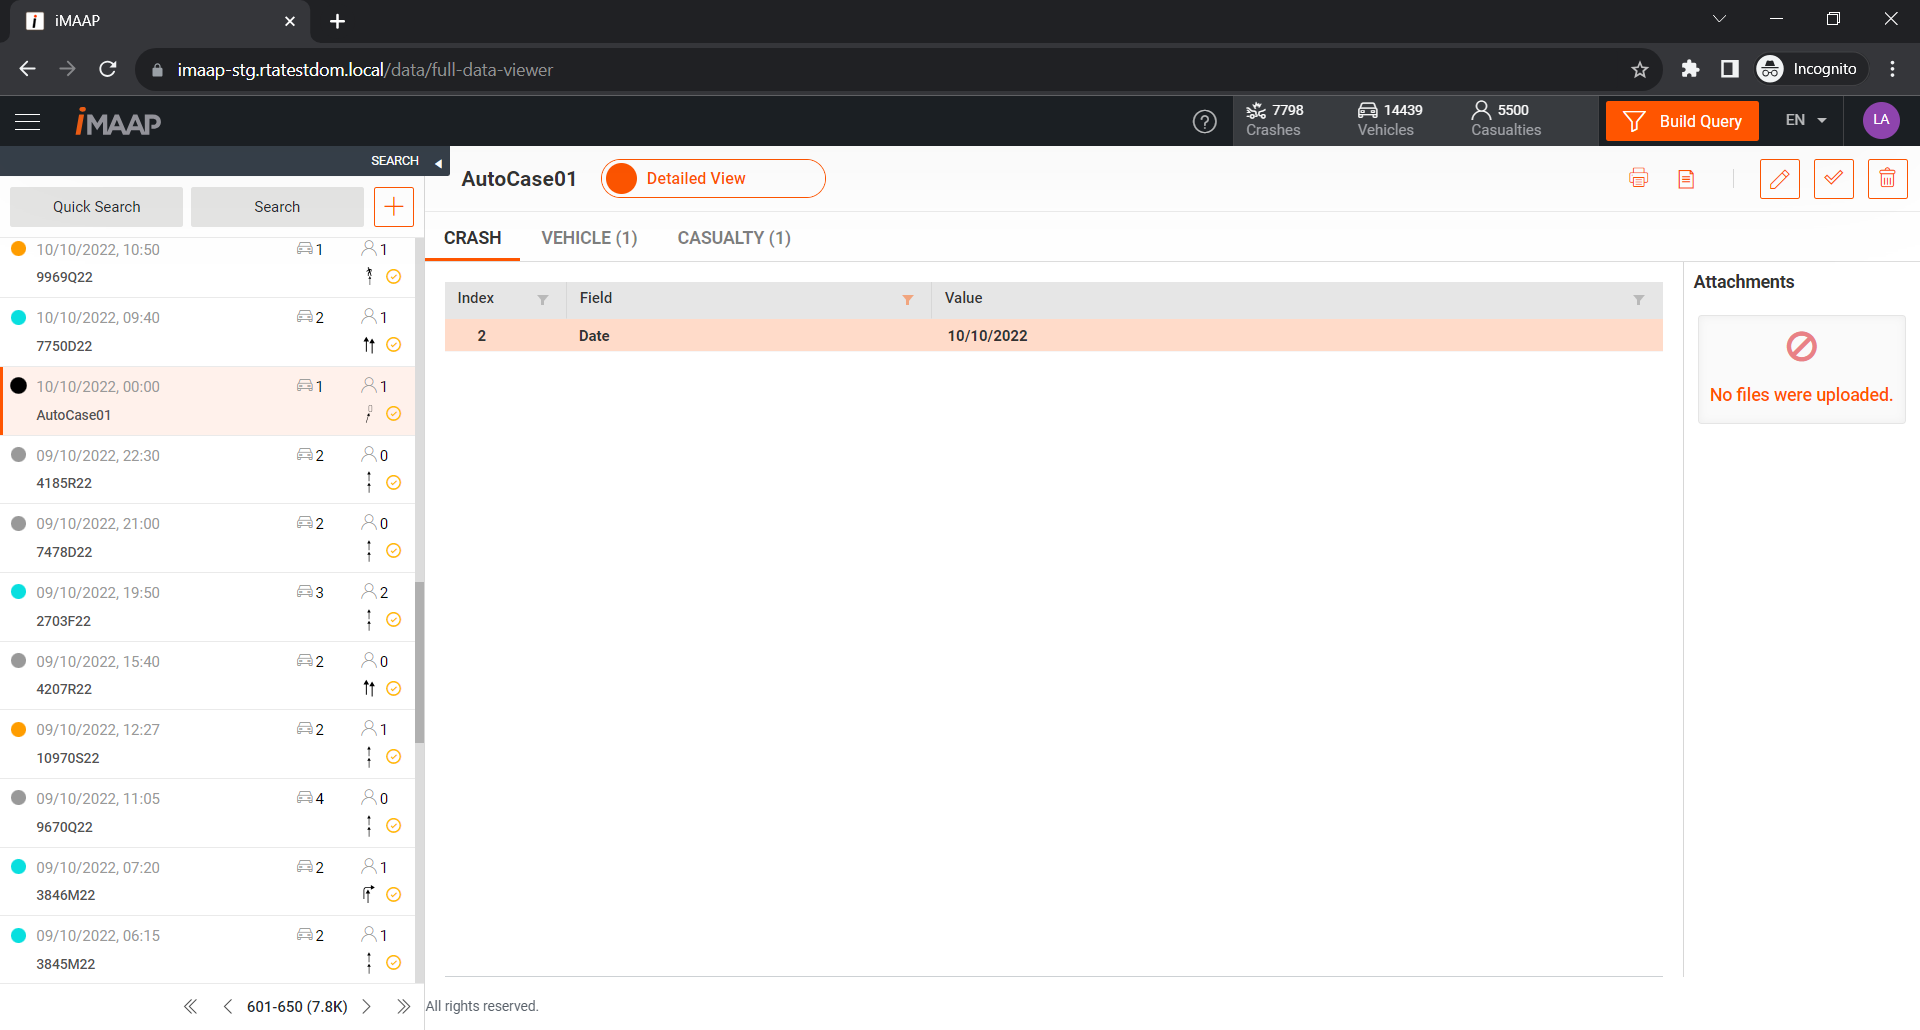 iMAAP
imaap-stg.rtatestdom.local/data/full-data-viewer
Incognito
iMAAP
7798
Crashes
14439
Vehicles
5500
Casualties
Build Query
EN
LA
SEARCH
Quick Search
Search
10/10/2022, 10:50 1 1
9969Q22
10/10/2022, 09:40 2 1
7750D22
10/10/2022, 00:00 1 1
AutoCase01
09/10/2022, 22:30 2 0
4185R22
09/10/2022, 21:00 2 0
7478D22
09/10/2022, 19:50 3 2
2703F22
09/10/2022, 15:40 2 0
4207R22
09/10/2022, 12:27 2 1
10970S22
09/10/2022, 11:05 4 0
9670Q22
09/10/2022, 07:20 2 1
3846M22
09/10/2022, 06:15 2 1
3845M22
601-650 (7.8K)
AutoCase01
Detailed View
CRASH VEHICLE (1) CASUALTY (1)
Index Field Value
2 Date 10/10/2022
Attachments
No files were uploaded.
All rights reserved.